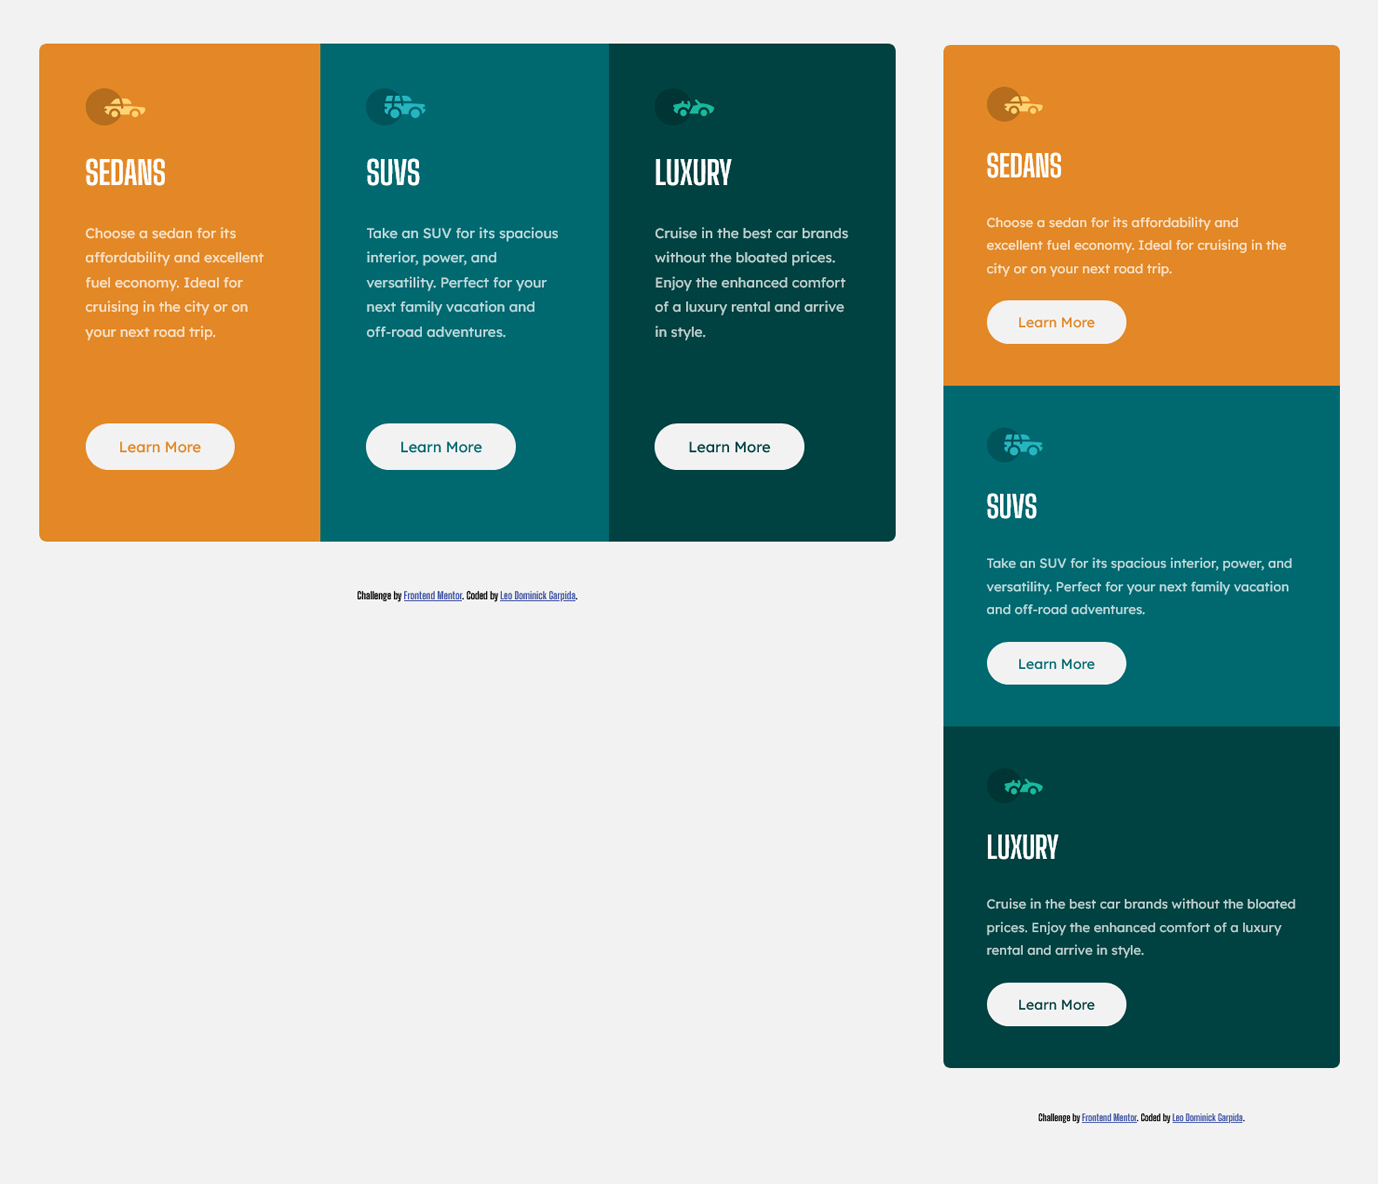 SEDANS
Choose a sedan for its
affordability and excellent
fuel economy. Ideal for
cruising in the city or on
your next road trip.
Learn More
SUVS
Take an SUV for its spacious
interior, power, and
versatility. Perfect for your
next family vacation and
off-road adventures.
Learn More
LUXURY
Cruise in the best car brands
without the bloated prices.
Enjoy the enhanced comfort
of a luxury rental and arrive
in style.
Learn More
Challenge by Frontend Mentor. Coded by Leo Dominick Garpida.
SEDANS
Choose a sedan for its affordability and
excellent fuel economy. Ideal for cruising in the
city or on your next road trip.
Learn More
SUVS
Take an SUV for its spacious interior, power, and
versatility. Perfect for your next family vacation
and off-road adventures.
Learn More
LUXURY
Cruise in the best car brands without the bloated
prices. Enjoy the enhanced comfort of a luxury
rental and arrive in style.
Learn More
Challenge by Frontend Mentor. Coded by Leo Dominick Garpida.